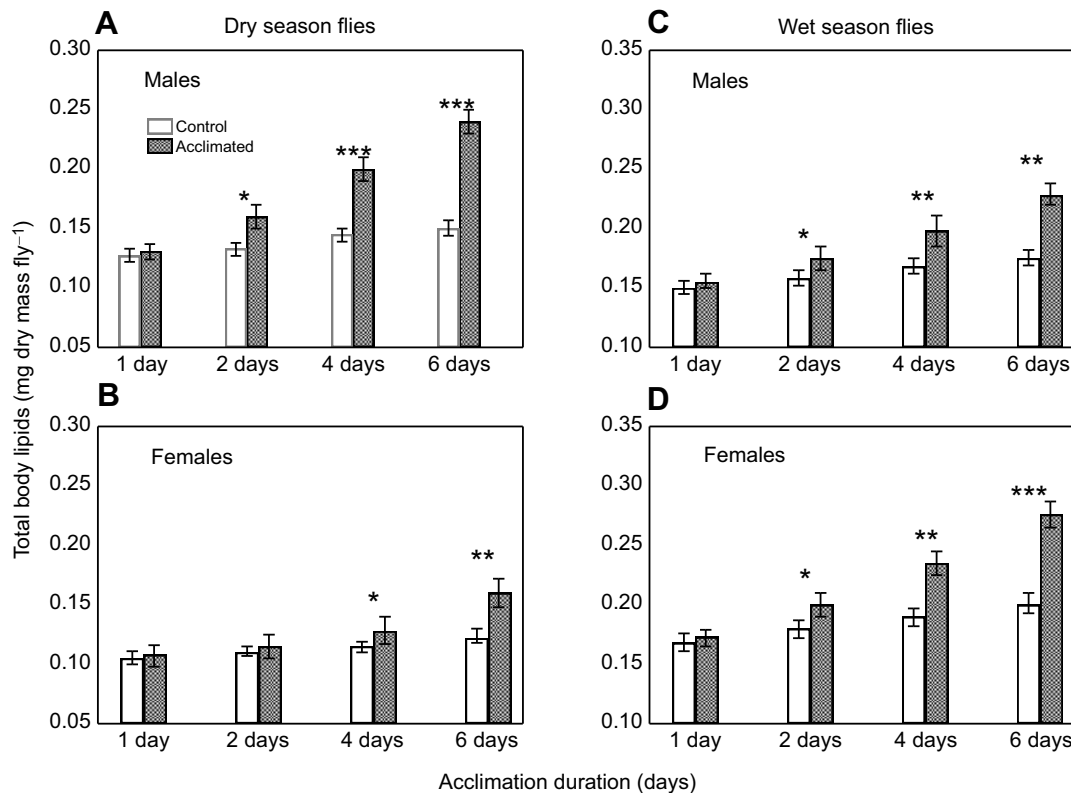 A
Dry season flies
C
Wet season flies
Total body lipids (mg dry mass fly⁻¹)
0.30
0.25
0.20
0.15
0.10
0.05
Males
Control
Acclimated
*
***
***
1 day 2 days 4 days 6 days
0.35
0.30
0.25
0.20
0.15
0.10
Males
*
**
**
1 day 2 days 4 days 6 days
B
0.30
0.25
0.20
0.15
0.10
0.05
Females
*
**
1 day 2 days 4 days 6 days
D
0.35
0.30
0.25
0.20
0.15
0.10
Females
*
**
***
1 day 2 days 4 days 6 days
Acclimation duration (days)